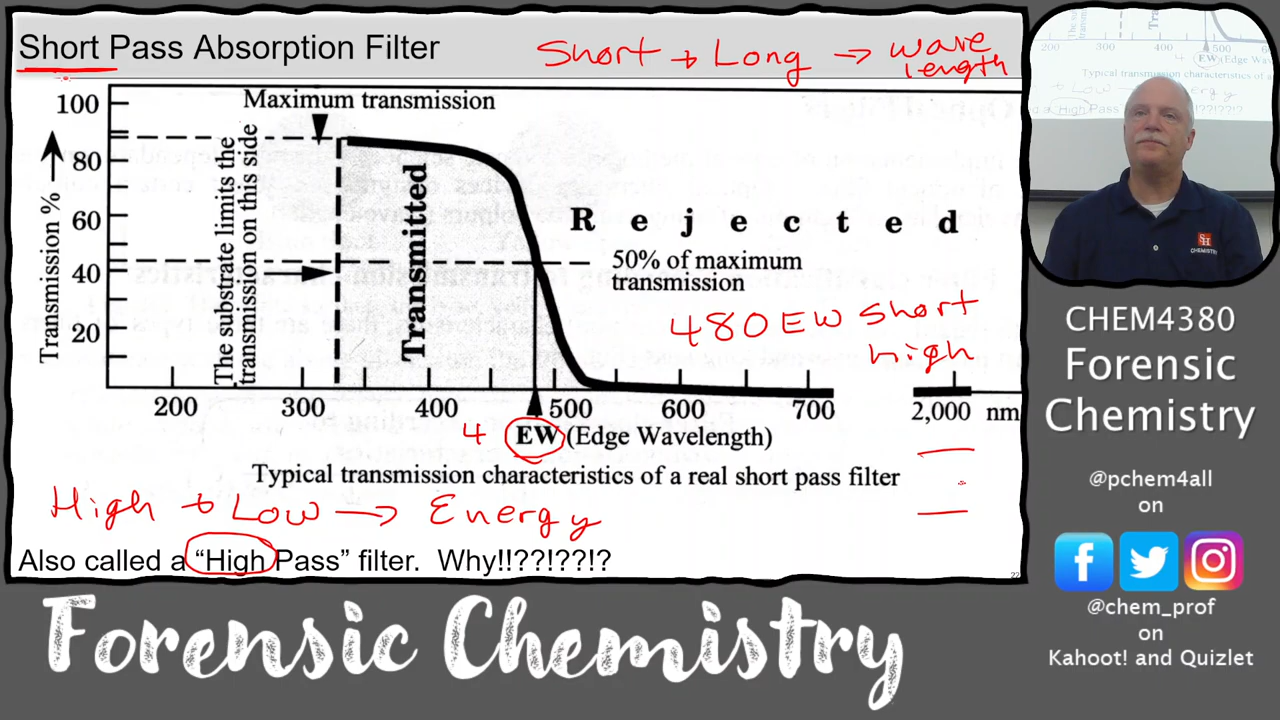 Short Pass Absorption Filter
Short + Long → wave
length
100
80
60
40
20
Transmission % →
Maximum transmission
The substrate limits the
transmission on this side
Transmitted
Rejected
50% of maximum
transmission
480 EW short
high
200 300 400 500 600 700 2,000 nm
4 EW (Edge Wavelength)
Typical transmission characteristics of a real short pass filter
High + Low → Energy
Also called a “High Pass” filter. Why!!??!??!?
22
Forensic Chemistry
CHEM4380
Forensic
Chemistry
@pchem4all
on
@chem_prof
on
Kahoot! and Quizlet
SH
CHEMISTRY